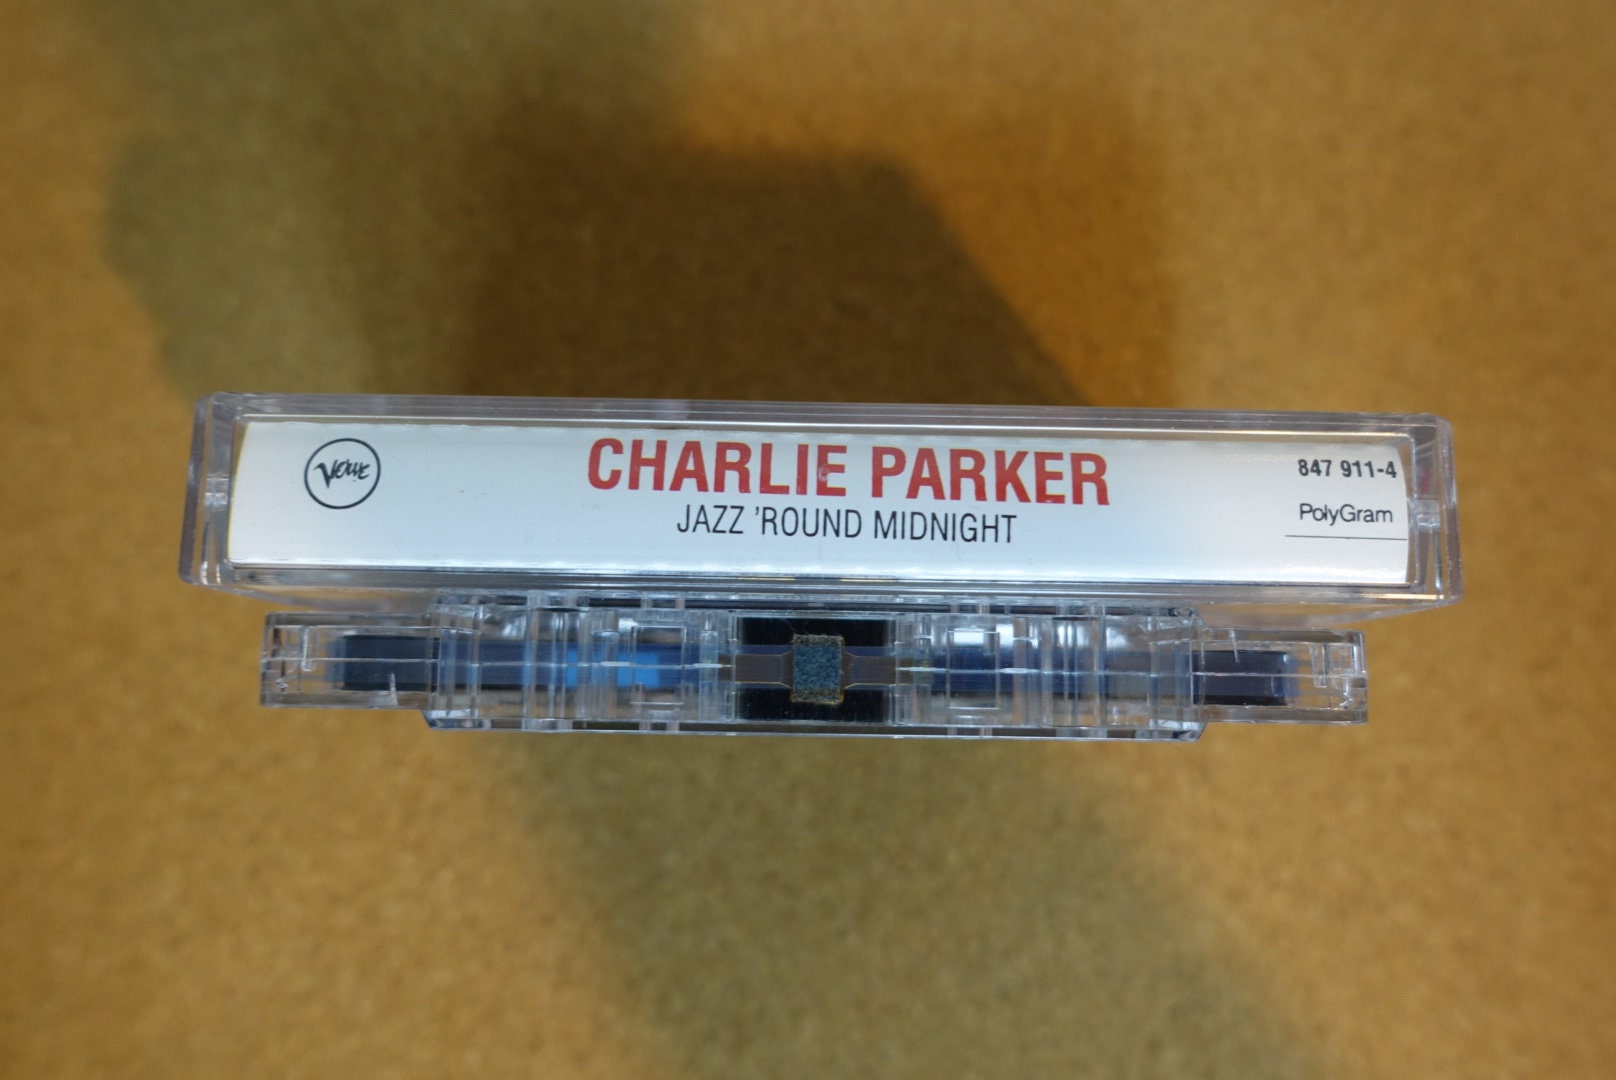 Verve
CHARLIE PARKER
JAZZ 'ROUND MIDNIGHT
847 911-4
PolyGram